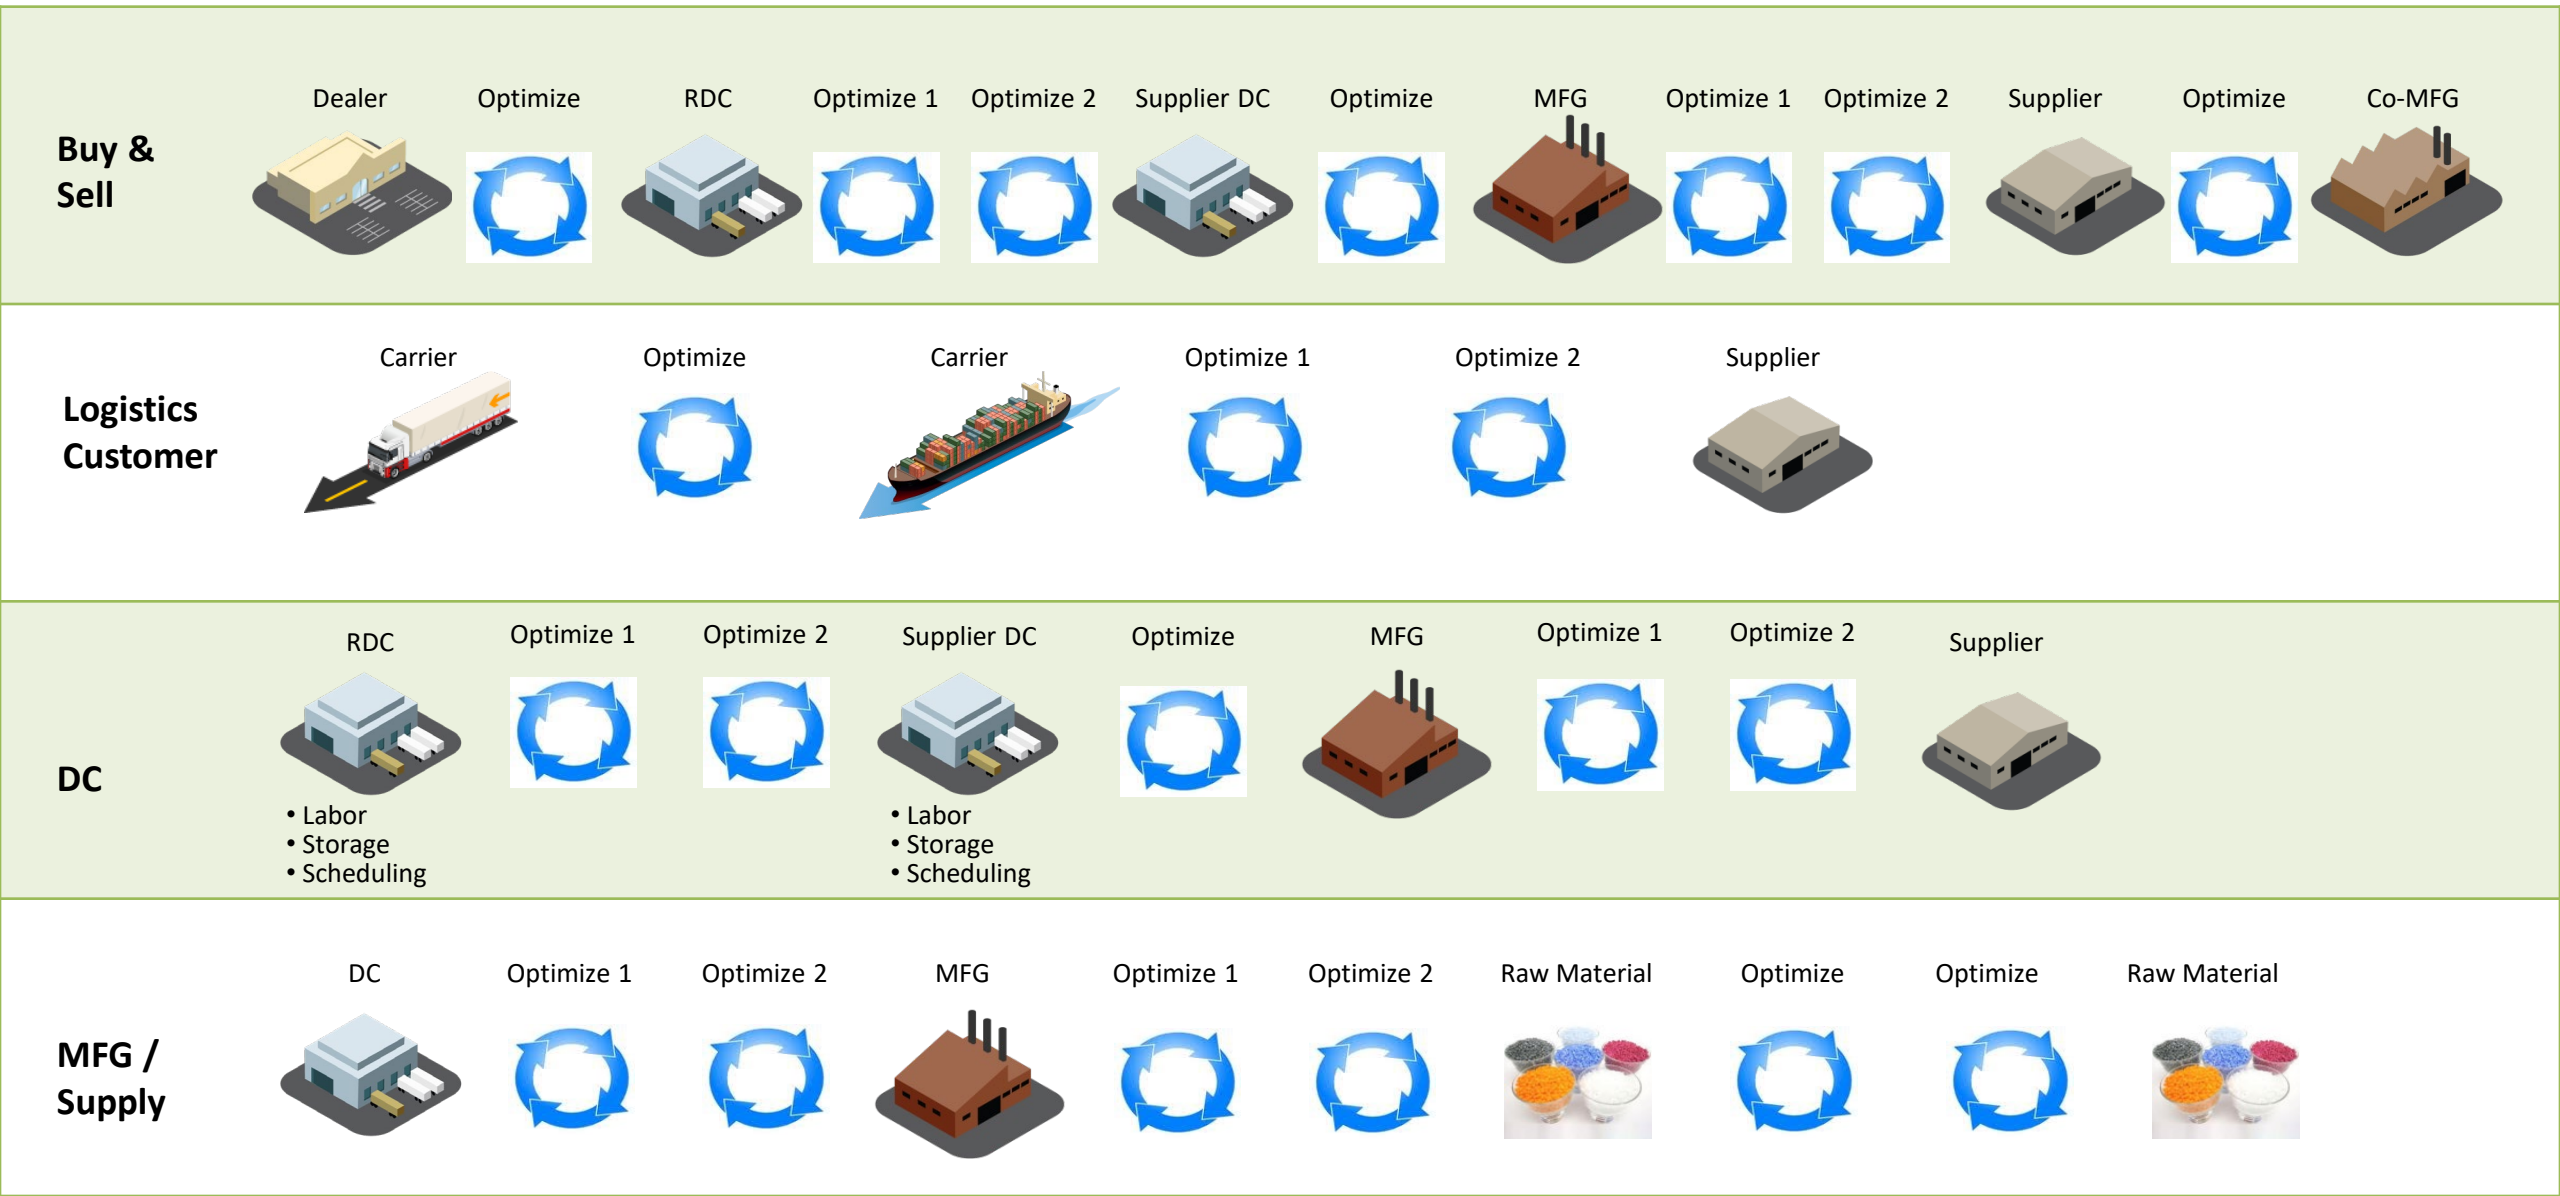 Dealer Optimize RDC Optimize 1 Optimize 2 Supplier DC Optimize MFG Optimize 1 Optimize 2 Supplier Optimize Co-MFG
Buy &
Sell
Carrier Optimize Carrier Optimize 1 Optimize 2 Supplier
Logistics
Customer
RDC Optimize 1 Optimize 2 Supplier DC Optimize MFG Optimize 1 Optimize 2 Supplier
DC
• Labor
• Storage
• Scheduling
• Labor
• Storage
• Scheduling
DC Optimize 1 Optimize 2 MFG Optimize 1 Optimize 2 Raw Material Optimize Optimize Raw Material
MFG /
Supply